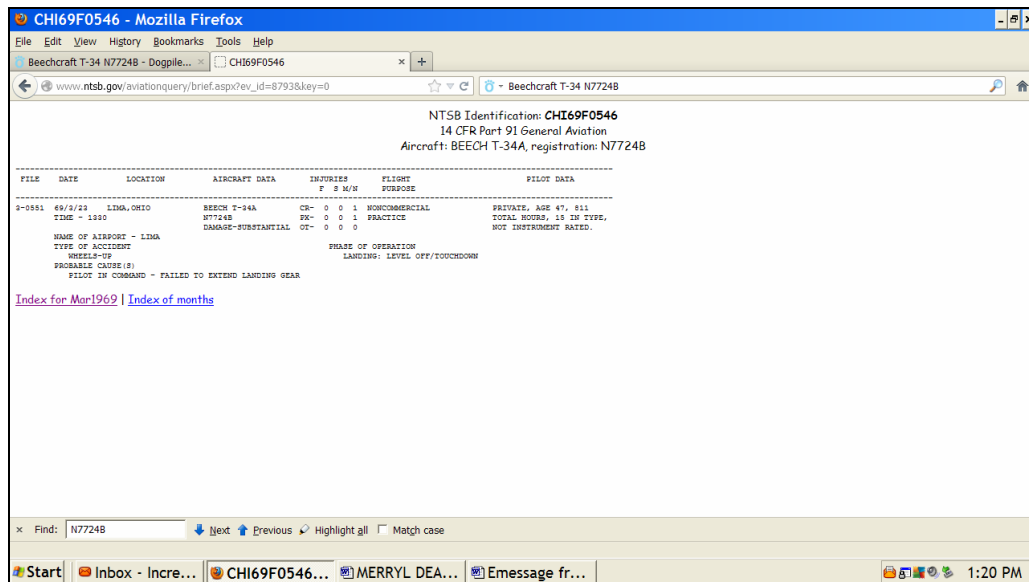 CHI69F0546 - Mozilla Firefox
File Edit View History Bookmarks Tools Help
Beechcraft T-34 N7724B - Dogpile... × CHI69F0546 × +
www.ntsb.gov/aviationquery/brief.aspx?ev_id=8793&key=0 Beechcraft T-34 N7724B
NTSB Identification: CHI69F0546
14 CFR Part 91 General Aviation
Aircraft: BEECH T-34A, registration: N7724B
FILE DATE LOCATION AIRCRAFT DATA INJURIES FLIGHT PILOT DATA
F S M/N PURPOSE
3-0551 69/3/23 LIMA,OHIO BEECH T-34A CR- 0 0 1 NONCOMMERCIAL PRIVATE, AGE 47, 811
TIME - 1330 N7724B PX- 0 0 1 PRACTICE TOTAL HOURS, 15 IN TYPE,
DAMAGE-SUBSTANTIAL OT- 0 0 0 NOT INSTRUMENT RATED.
NAME OF AIRPORT - LIMA
TYPE OF ACCIDENT PHASE OF OPERATION
WHEELS-UP LANDING: LEVEL OFF/TOUCHDOWN
PROBABLE CAUSE(S)
PILOT IN COMMAND - FAILED TO EXTEND LANDING GEAR
Index for Mar1969 | Index of months
× Find: N7724B Next Previous Highlight all Match case
Start Inbox - Incre... CHI69F0546... MERRYL DEA... Emessage fr... 1:20 PM